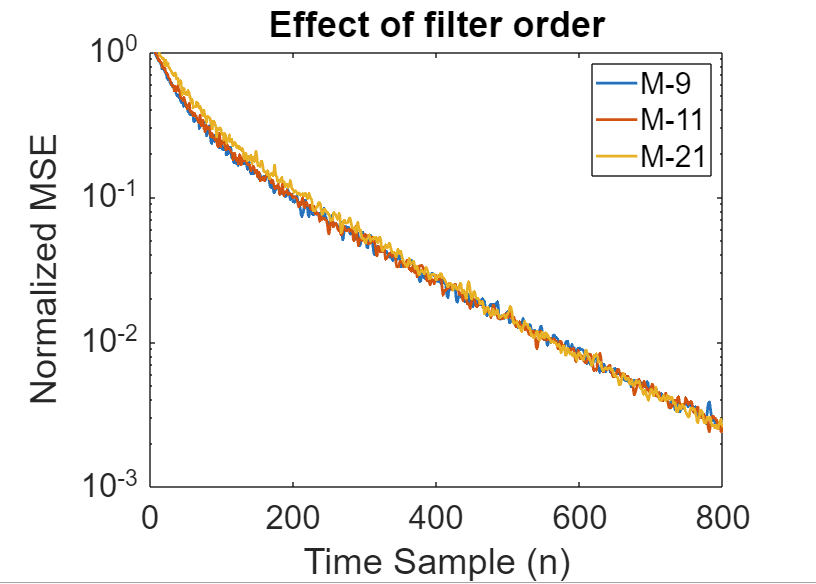 Effect of filter order
10^0
10^-1
10^-2
10^-3
Normalized MSE
M-9
M-11
M-21
0 200 400 600 800
Time Sample (n)